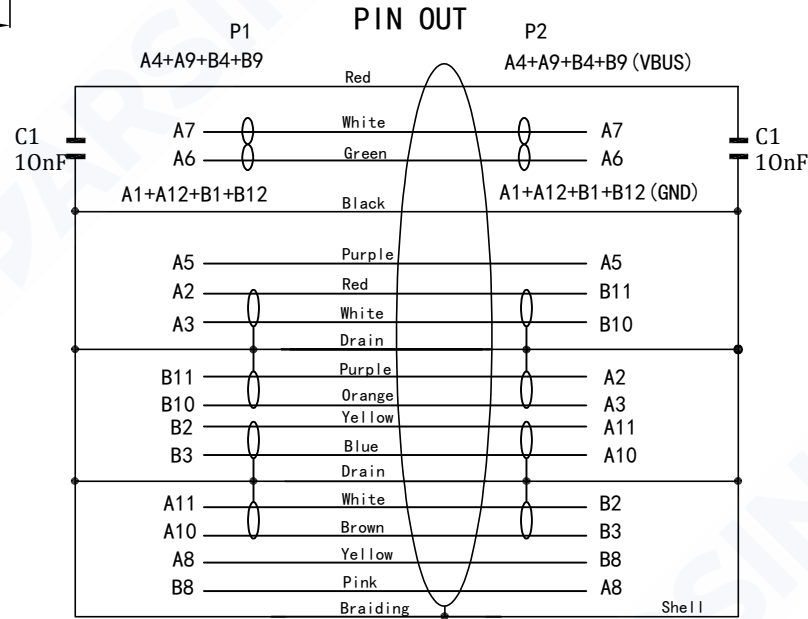 PIN OUT
P1 P2
A4+A9+B4+B9 A4+A9+B4+B9(VBUS)
Red
A7 White A7
C1 C1
10nF 10nF
A6 Green A6
A1+A12+B1+B12 A1+A12+B1+B12(GND)
Black
A5 Purple A5
A2 Red B11
A3 White B10
Drain
B11 Purple A2
B10 Orange A3
B2 Yellow A11
B3 Blue A10
Drain
A11 White B2
A10 Brown B3
A8 Yellow B8
B8 Pink A8
Braiding Shell